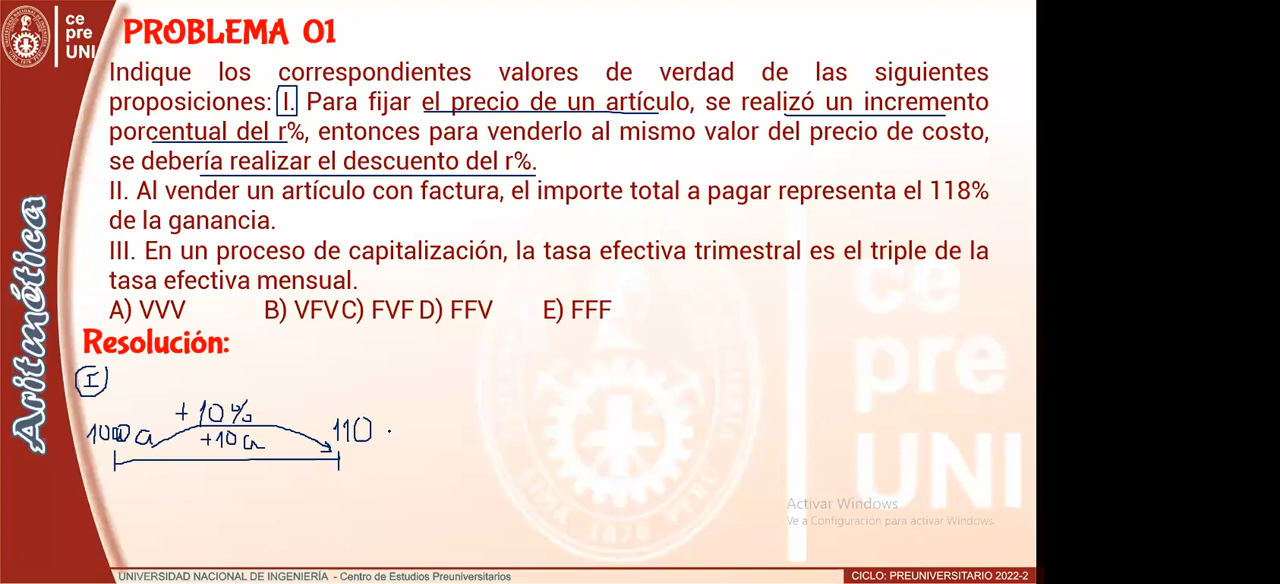 ce
pre
UNI
PROBLEMA 01
Indique los correspondientes valores de verdad de las siguientes
proposiciones: I. Para fijar el precio de un artículo, se realizó un incremento
porcentual del r%, entonces para venderlo al mismo valor del precio de costo,
se debería realizar el descuento del r%.
II. Al vender un artículo con factura, el importe total a pagar representa el 118%
de la ganancia.
III. En un proceso de capitalización, la tasa efectiva trimestral es el triple de la
tasa efectiva mensual.
A) VVV B) VFV C) FVF D) FFV E) FFF
Resolución:
Aritmética
I
+ 10 %
a +10 a 110
ce
pre
UNI
Activar Windows
Ve a Configuración para activar Windows.
UNIVERSIDAD NACIONAL DE INGENIERÍA - Centro de Estudios Preuniversitarios
CICLO: PREUNIVERSITARIO 2022-2